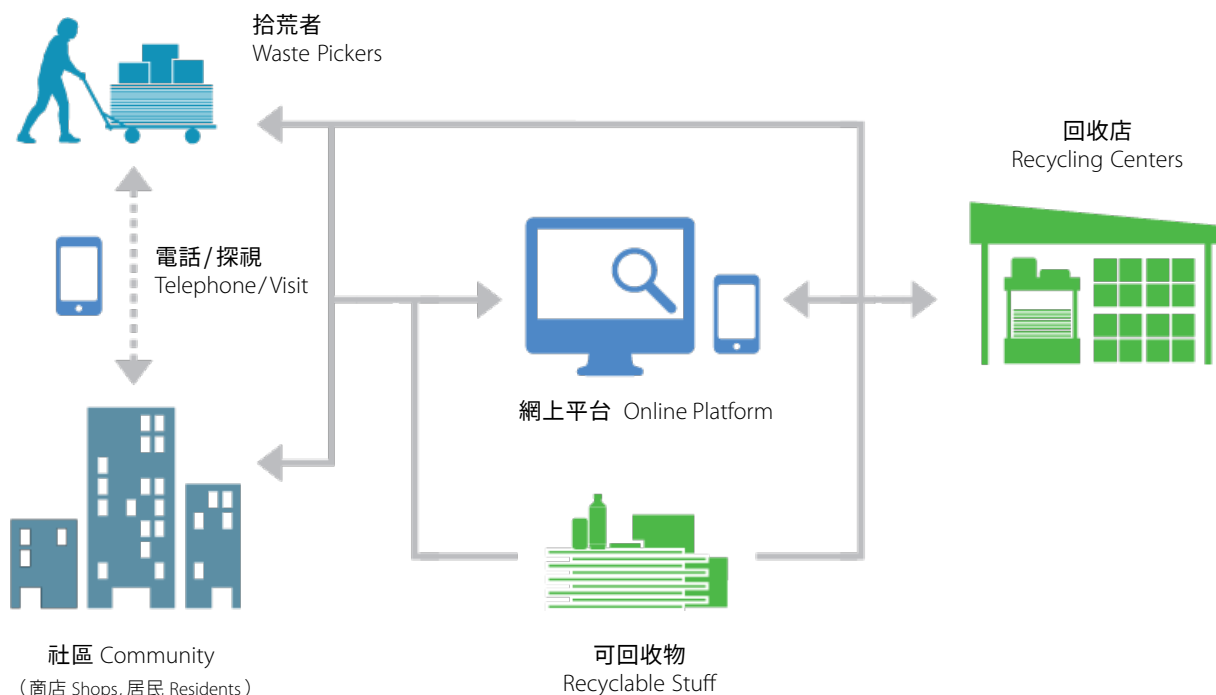 拾荒者
Waste Pickers
回收店
Recycling Centers
電話/探視
Telephone/Visit
網上平台 Online Platform
社區 Community
（商店 Shops, 居民 Residents）
可回收物
Recyclable Stuff